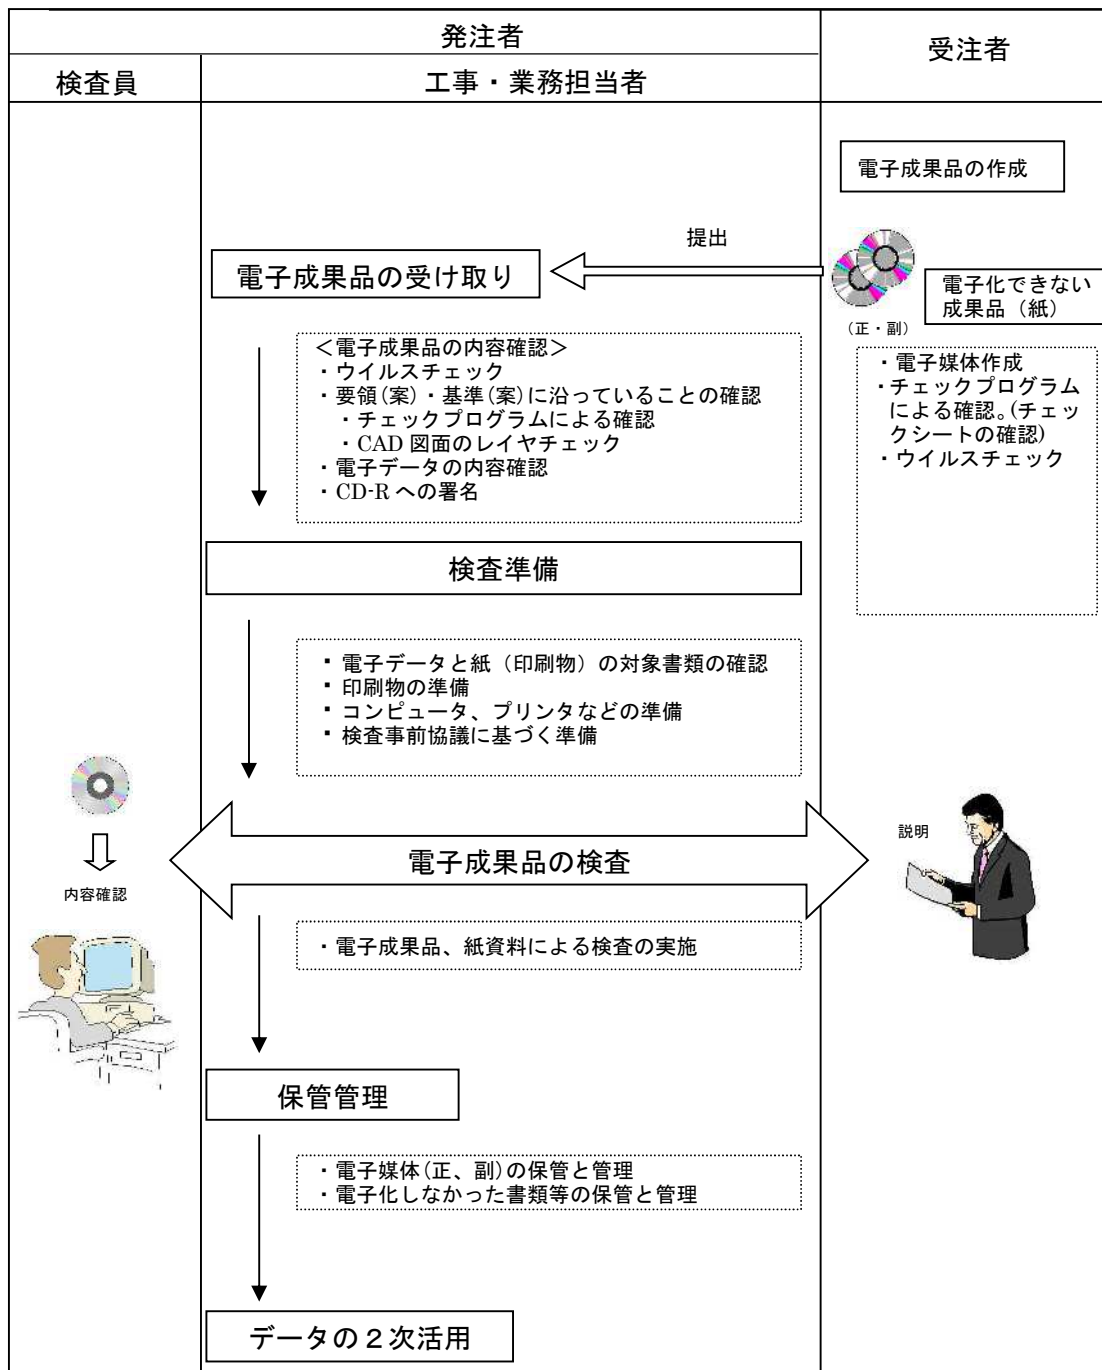 発注者
受注者
検査員
工事・業務担当者
電子成果品の作成
提出
電子成果品の受け取り
電子化できない
成果品（紙）
（正・副）
＜電子成果品の内容確認＞
・ウイルスチェック
・要領(案)・基準(案)に沿っていることの確認
・チェックプログラムによる確認
・CAD 図面のレイヤチェック
・電子データの内容確認
・CD-R への署名
・電子媒体作成
・チェックプログラム
による確認。(チェッ
クシートの確認)
・ウイルスチェック
検査準備
・電子データと紙（印刷物）の対象書類の確認
・印刷物の準備
・コンピュータ、プリンタなどの準備
・検査事前協議に基づく準備
電子成果品の検査
説明
内容確認
・電子成果品、紙資料による検査の実施
保管管理
・電子媒体(正、副)の保管と管理
・電子化しなかった書類等の保管と管理
データの２次活用